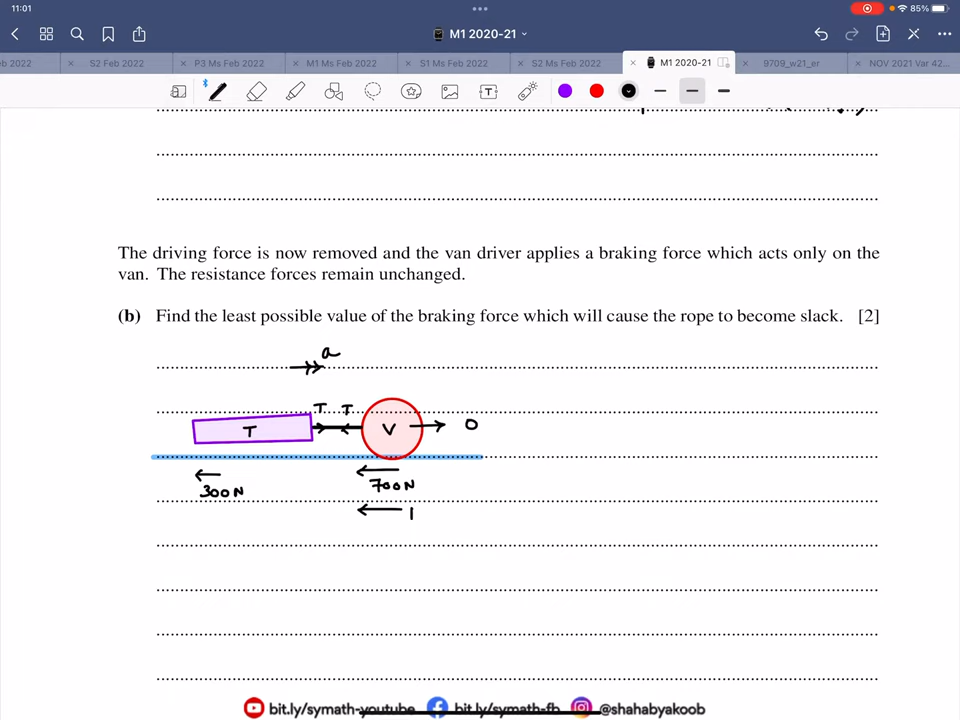 11:01
85%
M1 2020-21
eb 2022
S2 Feb 2022
P3 Ms Feb 2022
M1 Ms Feb 2022
S1 Ms Feb 2022
S2 Ms Feb 2022
M1 2020-21
9709_w21_er
NOV 2021 Var 42...
The driving force is now removed and the van driver applies a braking force which acts only on the
van. The resistance forces remain unchanged.
(b) Find the least possible value of the braking force which will cause the rope to become slack. [2]
a
T T
T V 0
300N 700N
bit.ly/symath-youtube bit.ly/symath-fb @shahabyakoob